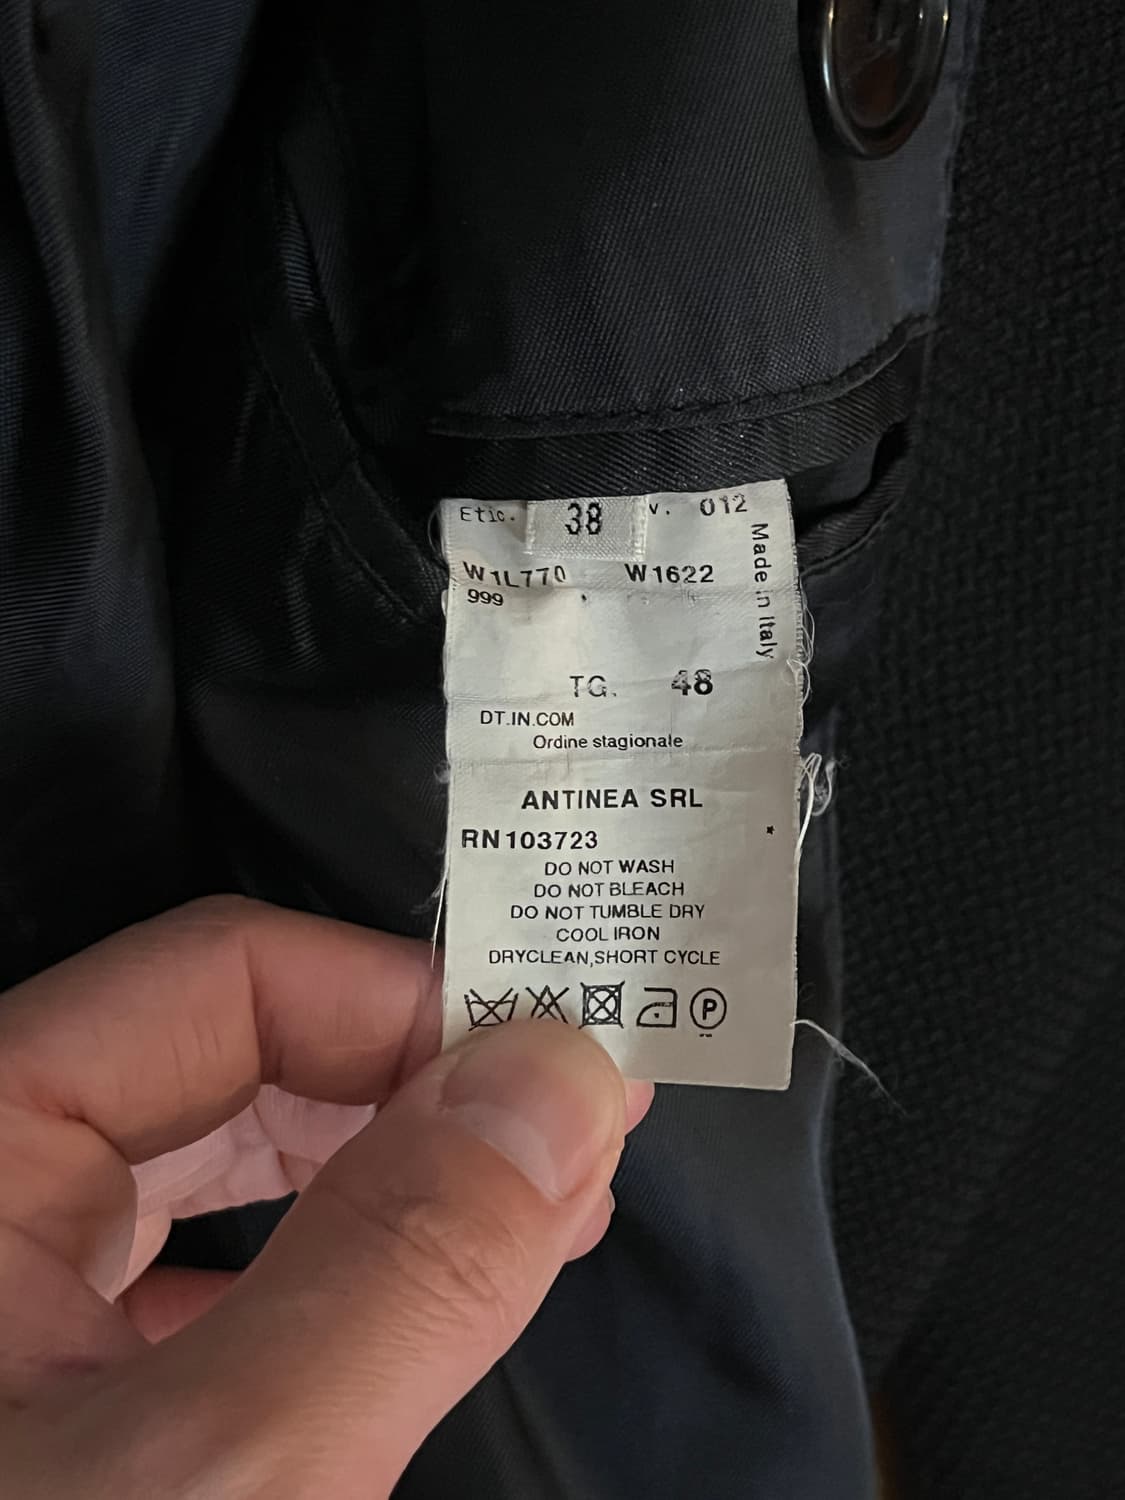 Etic. 38 v. 012
W1L770 W1622
999
Made in Italy
TG. 48
DT.IN.COM
Ordine stagionale
ANTINEA SRL
RN103723
DO NOT WASH
DO NOT BLEACH
DO NOT TUMBLE DRY
COOL IRON
DRYCLEAN,SHORT CYCLE
P